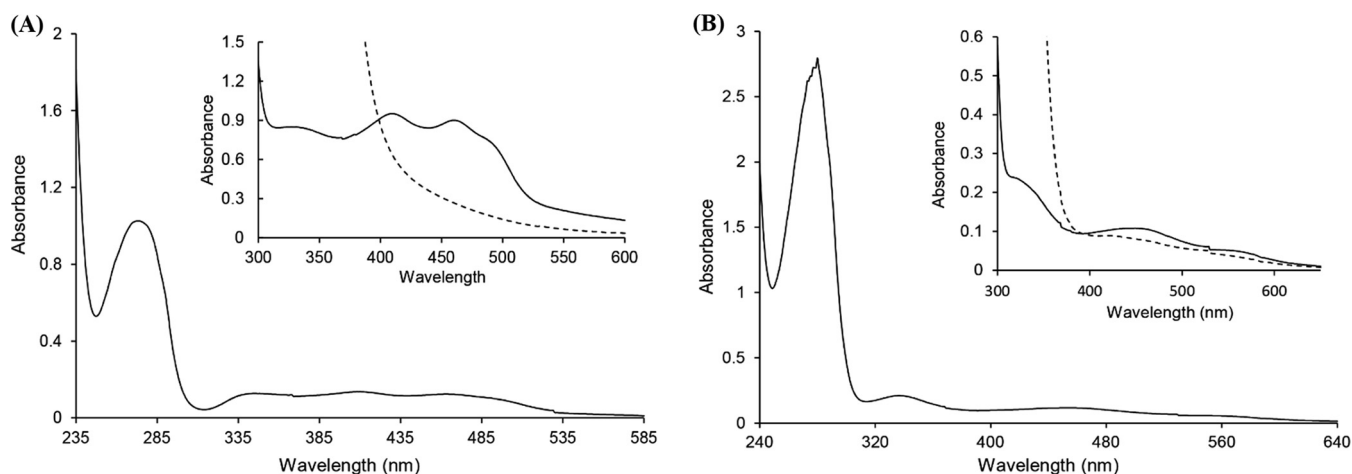 (A)
2
1.6
1.2
0.8
0.4
0
Absorbance
235 285 335 385 435 485 535 585
Wavelength (nm)
1.5
1.2
0.9
0.6
0.3
0
Absorbance
300 350 400 450 500 550 600
Wavelength
(B)
3
2.5
2
1.5
1
0.5
0
Absorbance
240 320 400 480 560 640
Wavelength (nm)
0.6
0.5
0.4
0.3
0.2
0.1
0
Absorbance
300 400 500 600
Wavelength (nm)